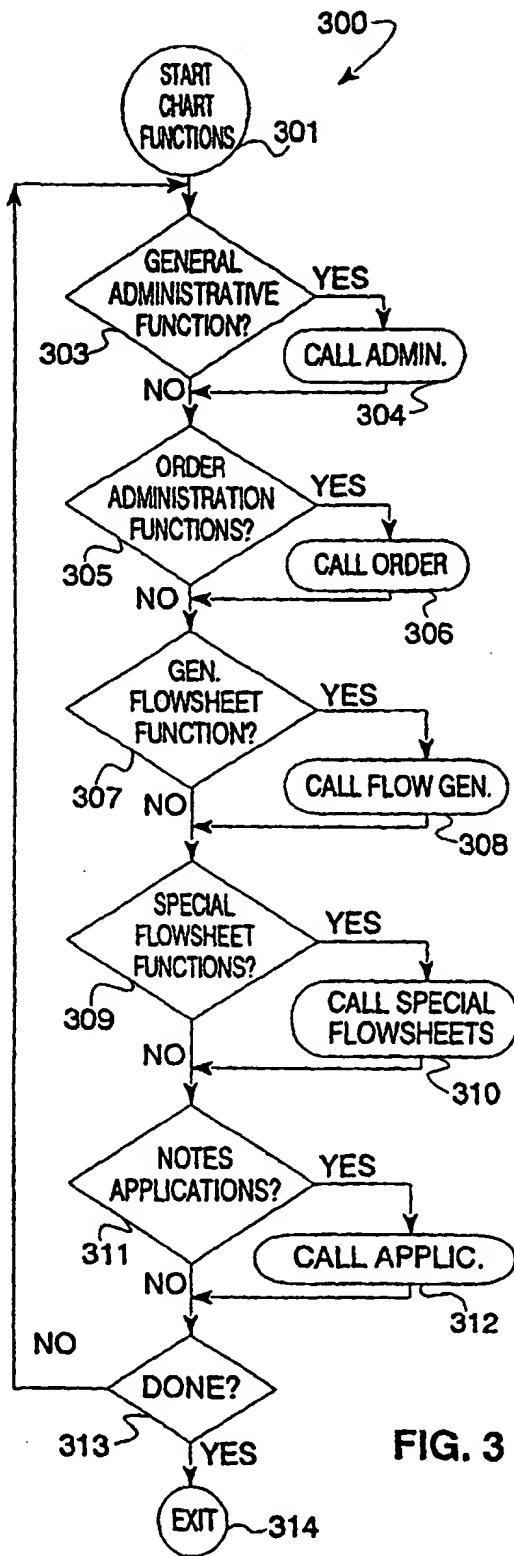 300
START
CHART
FUNCTIONS
301
GENERAL
ADMINISTRATIVE
FUNCTION?
YES
303
CALL ADMIN.
NO
304
ORDER
ADMINISTRATION
FUNCTIONS?
YES
305
CALL ORDER
NO
306
GEN.
FLOWSHEET
FUNCTION?
YES
307
CALL FLOW GEN.
NO
308
SPECIAL
FLOWSHEET
FUNCTIONS?
YES
309
CALL SPECIAL
FLOWSHEETS
NO
310
NOTES
APPLICATIONS?
YES
311
CALL APPLIC.
NO
312
NO
DONE?
313
YES
FIG. 3
EXIT
314